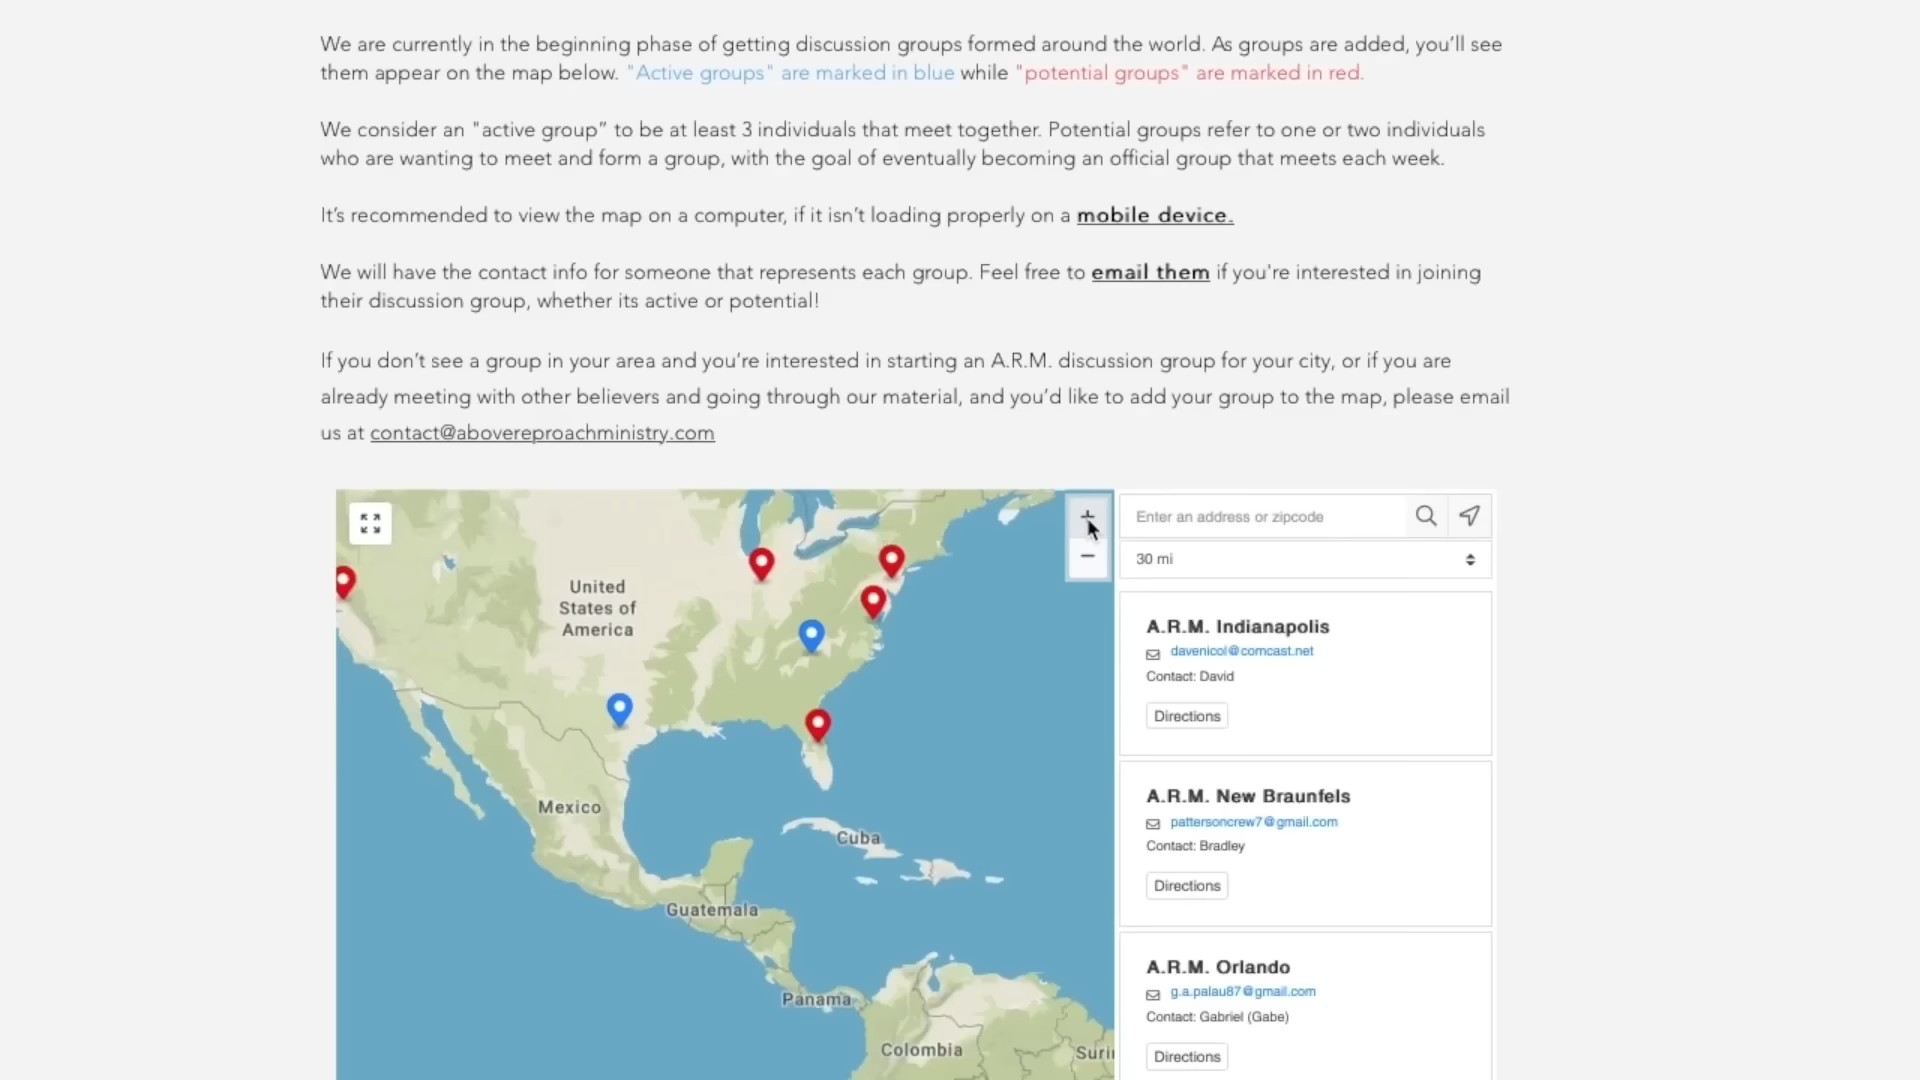 We are currently in the beginning phase of getting discussion groups formed around the world. As groups are added, you’ll see
them appear on the map below. "Active groups" are marked in blue while "potential groups" are marked in red.
We consider an "active group” to be at least 3 individuals that meet together. Potential groups refer to one or two individuals
who are wanting to meet and form a group, with the goal of eventually becoming an official group that meets each week.
It’s recommended to view the map on a computer, if it isn’t loading properly on a mobile device.
We will have the contact info for someone that represents each group. Feel free to email them if you're interested in joining
their discussion group, whether its active or potential!
If you don’t see a group in your area and you’re interested in starting an A.R.M. discussion group for your city, or if you are
already meeting with other believers and going through our material, and you’d like to add your group to the map, please email
us at contact@abovereproachministry.com
Enter an address or zipcode
30 mi
United
States of
America
Mexico
Cuba
Guatemala
Panama
Colombia
Suri
A.R.M. Indianapolis
davenicol@comcast.net
Contact: David
Directions
A.R.M. New Braunfels
pattersoncrew7@gmail.com
Contact: Bradley
Directions
A.R.M. Orlando
g.a.palau87@gmail.com
Contact: Gabriel (Gabe)
Directions